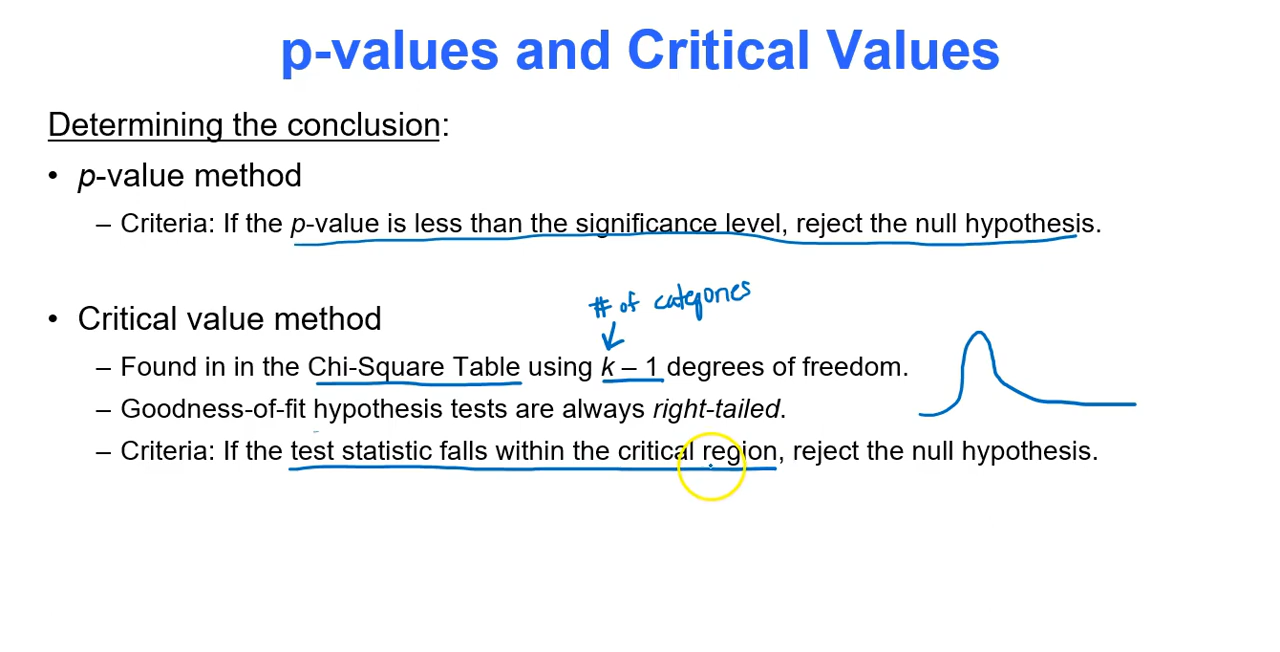 p-values and Critical Values
Determining the conclusion:
• p-value method
– Criteria: If the p-value is less than the significance level, reject the null hypothesis.
# of categories
• Critical value method
– Found in in the Chi-Square Table using k – 1 degrees of freedom.
– Goodness-of-fit hypothesis tests are always right-tailed.
– Criteria: If the test statistic falls within the critical region, reject the null hypothesis.